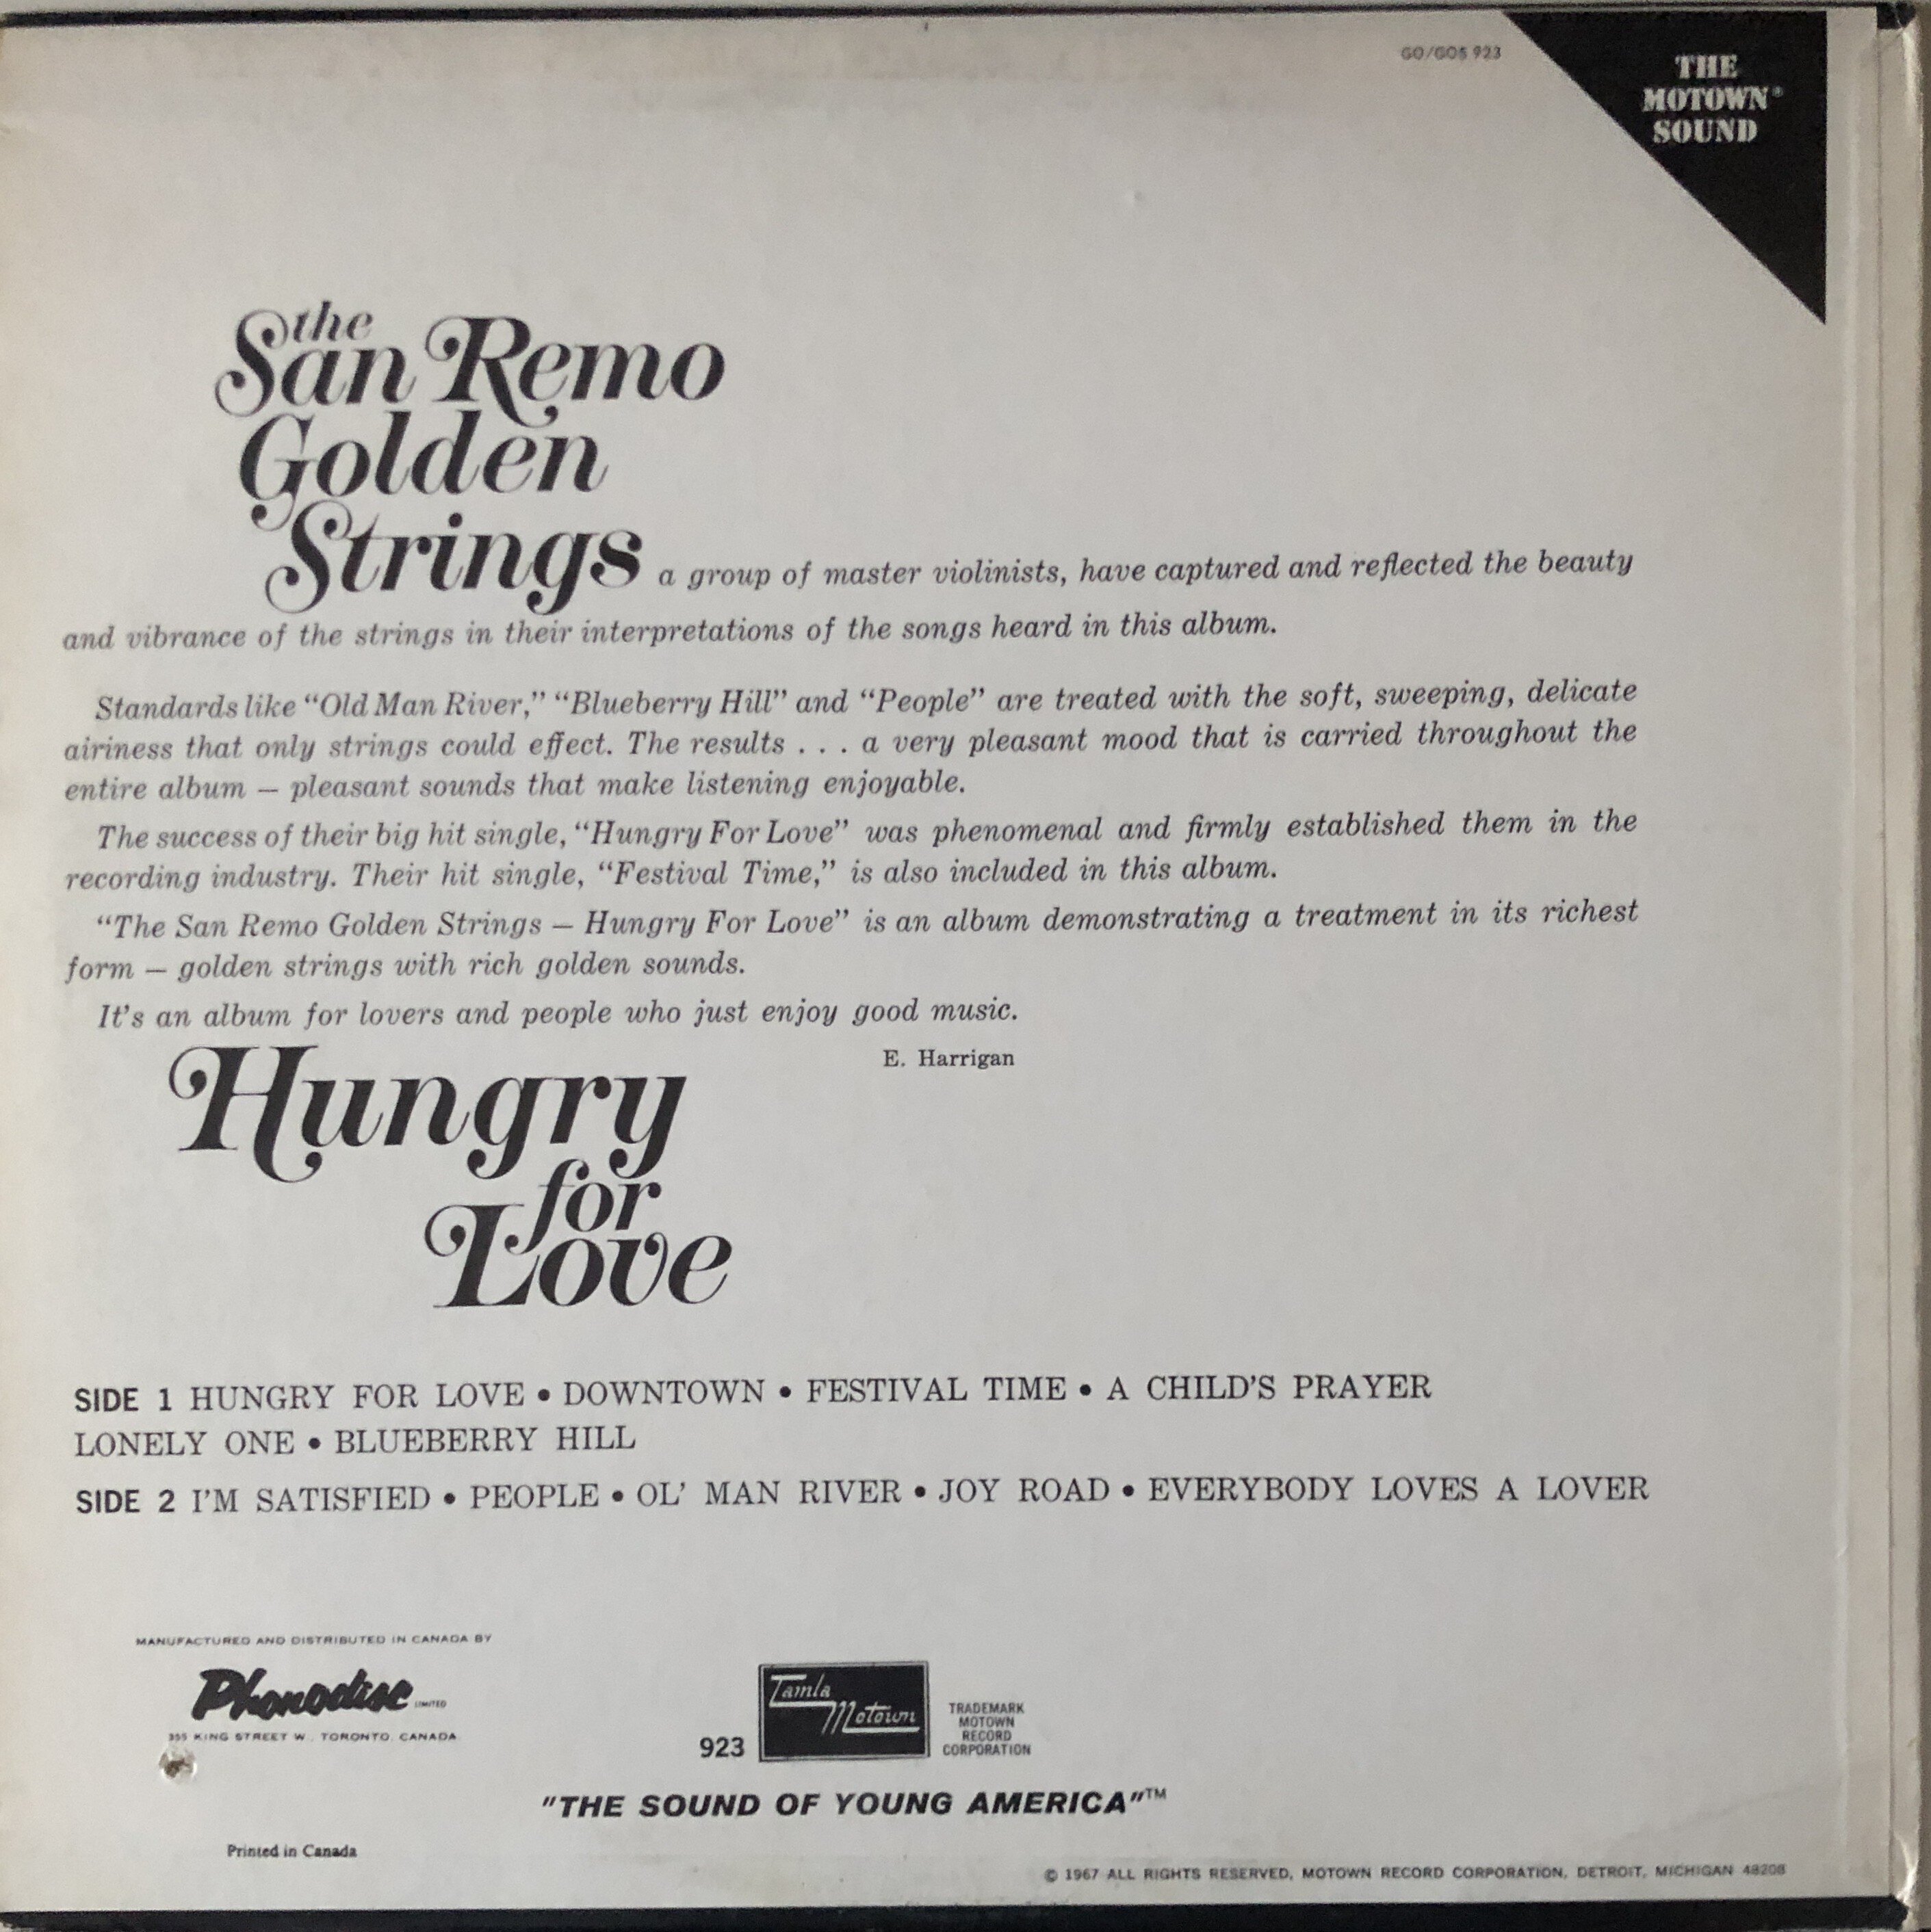 GO/GOS 923
THE
MOTOWN®
SOUND
the
San Remo
Golden
Strings a group of master violinists, have captured and reflected the beauty
and vibrance of the strings in their interpretations of the songs heard in this album.
Standards like “Old Man River,” “Blueberry Hill” and “People” are treated with the soft, sweeping, delicate
airiness that only strings could effect. The results . . . a very pleasant mood that is carried throughout the
entire album — pleasant sounds that make listening enjoyable.
The success of their big hit single, “Hungry For Love” was phenomenal and firmly established them in the
recording industry. Their hit single, “Festival Time,” is also included in this album.
“The San Remo Golden Strings — Hungry For Love” is an album demonstrating a treatment in its richest
form — golden strings with rich golden sounds.
It’s an album for lovers and people who just enjoy good music.
E. Harrigan
Hungry
for
Love
SIDE 1 HUNGRY FOR LOVE • DOWNTOWN • FESTIVAL TIME • A CHILD’S PRAYER
LONELY ONE • BLUEBERRY HILL
SIDE 2 I’M SATISFIED • PEOPLE • OL’ MAN RIVER • JOY ROAD • EVERYBODY LOVES A LOVER
MANUFACTURED AND DISTRIBUTED IN CANADA BY
Phonodisc LIMITED
355 KING STREET W., TORONTO, CANADA
923
Tamla
Motown
TRADEMARK
MOTOWN
RECORD
CORPORATION
"THE SOUND OF YOUNG AMERICA"™
Printed in Canada
© 1967 ALL RIGHTS RESERVED, MOTOWN RECORD CORPORATION, DETROIT, MICHIGAN 48208